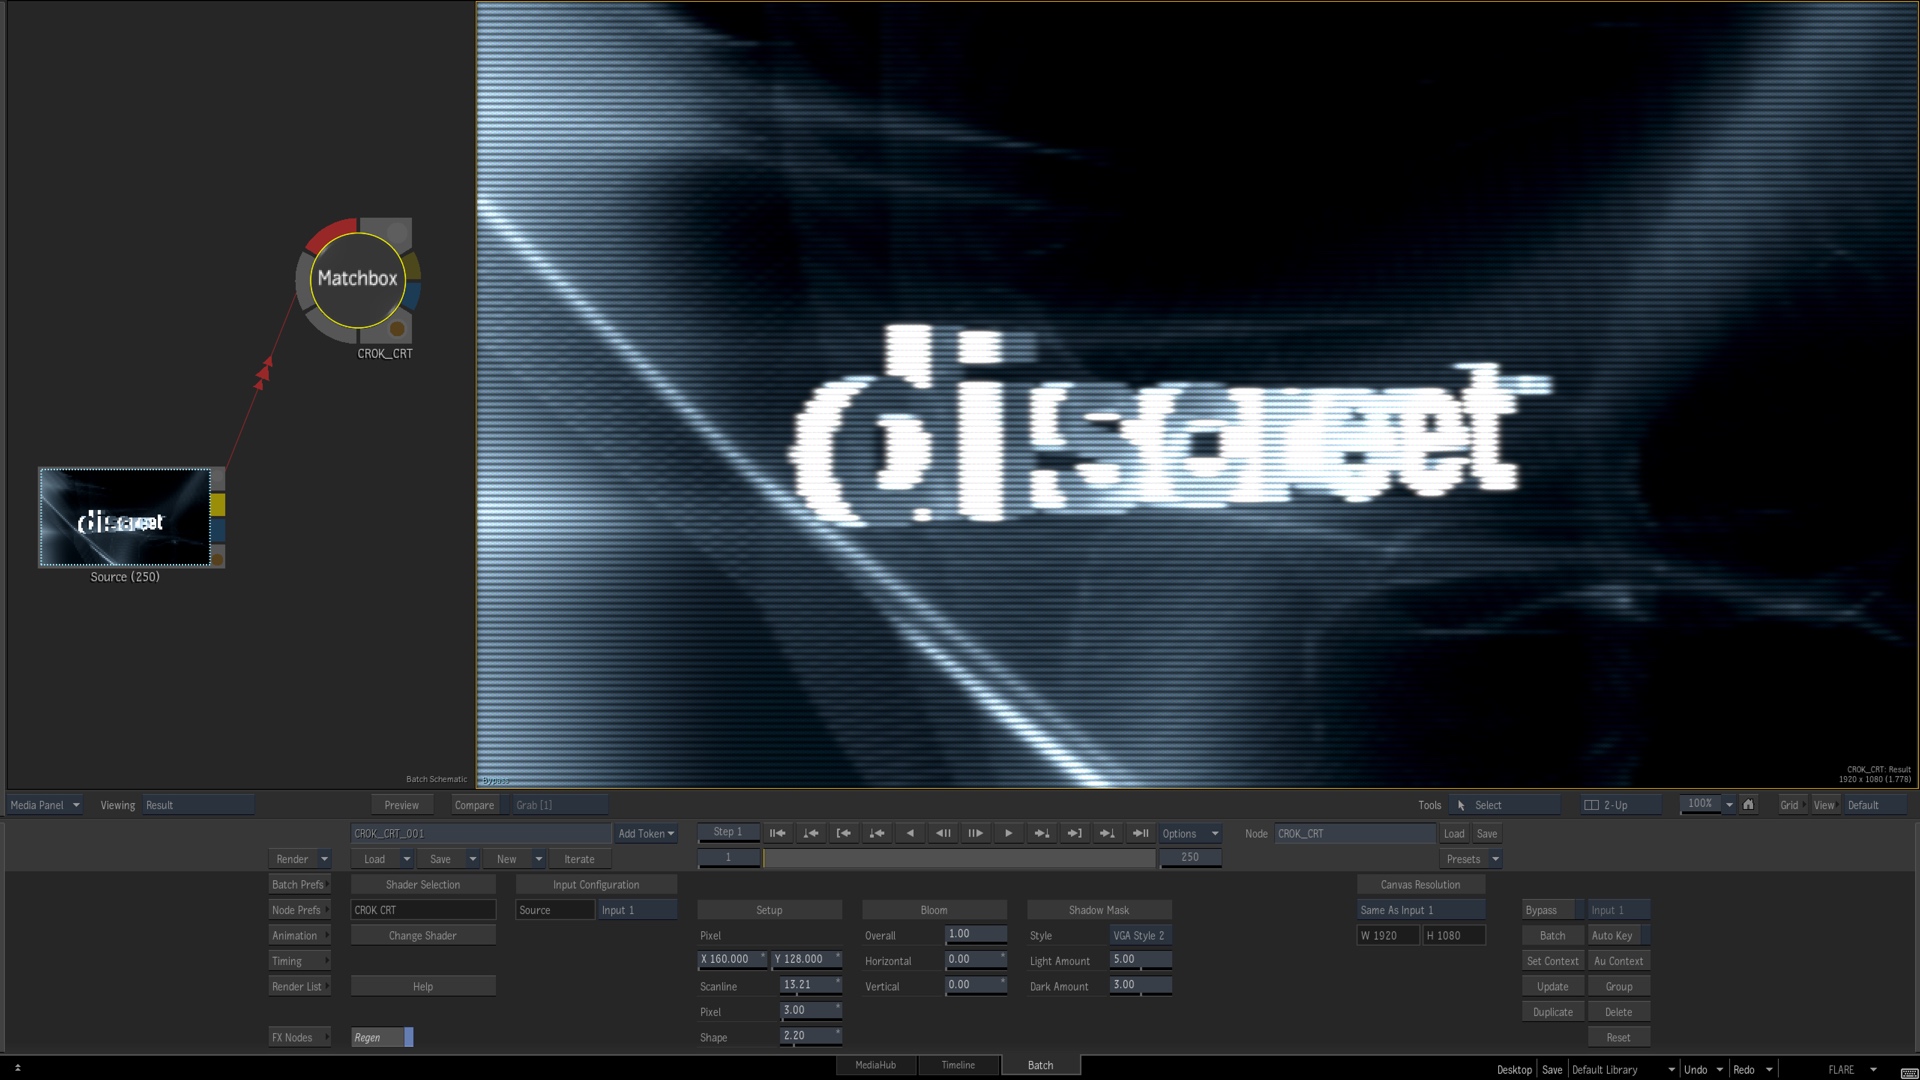 Matchbox
CROK_CRT
Source (250)
discreet
Batch Schematic
Bypass
CROK_CRT: Result
1920 x 1080 (1.778)
Media Panel Viewing Result Preview Compare Grab [1] Tools Select 2-Up 100% Grid View Default
CROK_CRT_001 Add Token Step 1 Options Node CROK_CRT Load Save
Render Load Save New Iterate 1 250 Presets
Batch Prefs Shader Selection Input Configuration Canvas Resolution
Node Prefs CROK CRT Source Input 1 Setup Bloom Shadow Mask Same As Input 1 Bypass Input 1
Animation Change Shader Pixel Overall 1.00 Style VGA Style 2 W 1920 H 1080 Batch Auto Key
Timing X 160.000 Y 128.000 Horizontal 0.00 Light Amount 5.00 Set Context Au Context
Render List Help Scanline 13.21 Vertical 0.00 Dark Amount 3.00 Update Group
Pixel 3.00 Duplicate Delete
FX Nodes Regen Shape 2.20 Reset
MediaHub Timeline Batch Desktop Save Default Library Undo Redo FLARE